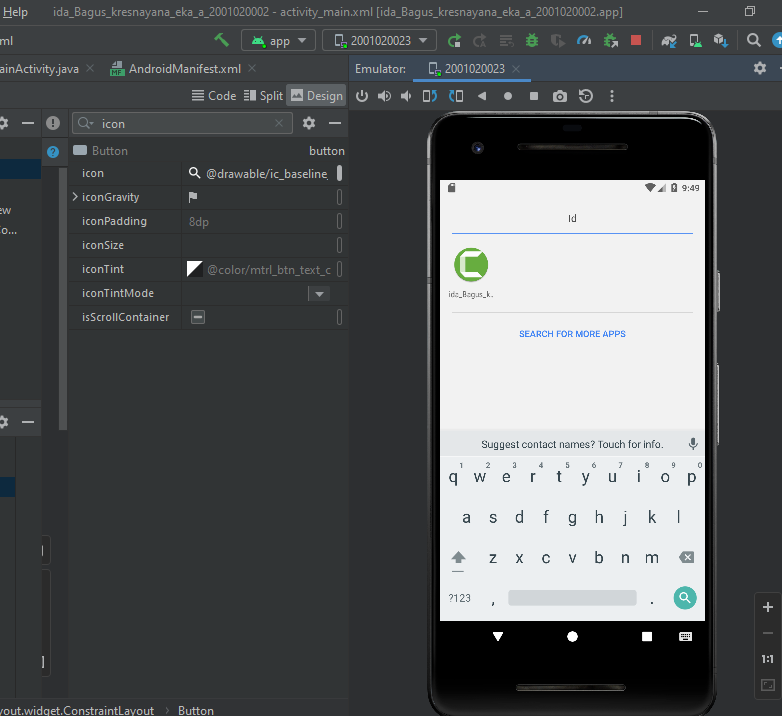 Help ida_Bagus_kresnayana_eka_a_2001020002 - activity_main.xml [ida_Bagus_kresnayana_eka_a_2001020002.app]
ml app 2001020023
ainActivity.java AndroidManifest.xml Emulator: 2001020023
Code Split Design
icon
Button button
icon @drawable/ic_baseline_
iconGravity
iconPadding 8dp
iconSize
iconTint @color/mtrl_btn_text_c
iconTintMode
isScrollContainer
ew
Co...
9:49
Id
ida_Bagus_k..
SEARCH FOR MORE APPS
Suggest contact names? Touch for info.
1 2 3 4 5 6 7 8 9 0
q w e r t y u i o p
a s d f g h j k l
z x c v b n m
?123 , .
1:1
yout.widget.ConstraintLayout Button